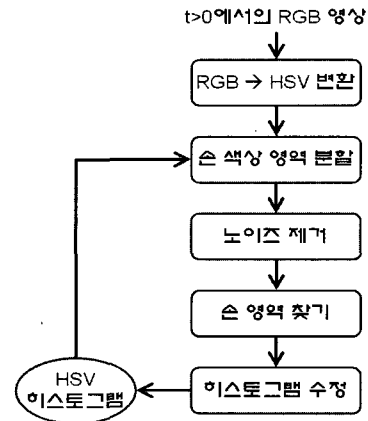 t>0에서의 RGB 영상
RGB → HSV 변환
손 색상 영역 분할
노이즈 제거
손 영역 찾기
히스토그램 수정
HSV
히스토그램